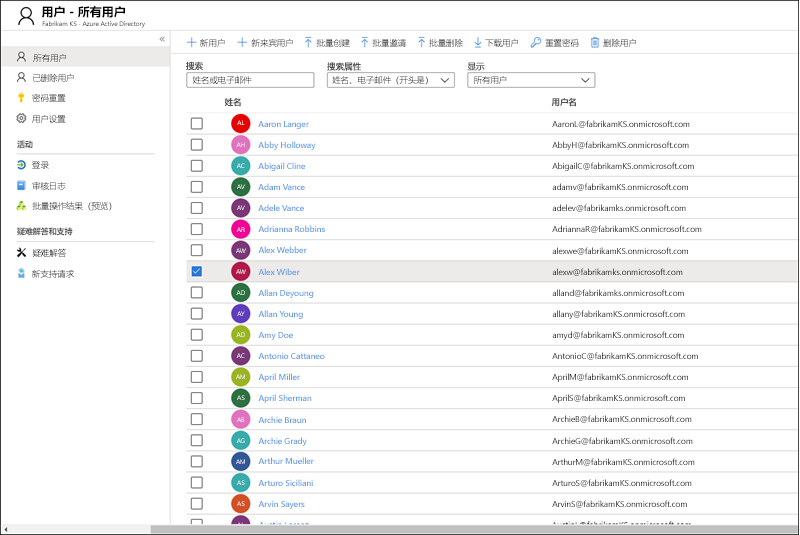 用户 - 所有用户
Fabrikam KS - Azure Active Directory
«
所有用户
已删除用户
密码重置
用户设置
活动
登录
审核日志
批量操作结果（预览）
疑难解答和支持
疑难解答
新支持请求
新用户 新来宾用户 批量创建 批量邀请 批量删除 下载用户 重置密码 删除用户
搜索 搜索属性 显示
姓名或电子邮件 姓名、电子邮件（开头是） 所有用户
姓名 用户名
AL Aaron Langer AaronL@fabrikamKS.onmicrosoft.com
AH Abby Holloway AbbyH@fabrikamKS.onmicrosoft.com
AC Abigail Cline AbigailC@fabrikamKS.onmicrosoft.com
AV Adam Vance adamv@fabrikamKS.onmicrosoft.com
AV Adele Vance adelev@fabrikamks.onmicrosoft.com
AR Adrianna Robbins AdriannaR@fabrikamKS.onmicrosoft.com
AW Alex Webber alexwe@fabrikamKS.onmicrosoft.com
AW Alex Wiber alexw@fabrikamks.onmicrosoft.com
AD Allan Deyoung alland@fabrikamks.onmicrosoft.com
AY Allan Young allany@fabrikamKS.onmicrosoft.com
AD Amy Doe amyd@fabrikamKS.onmicrosoft.com
AC Antonio Cattaneo AntonioC@fabrikamKS.onmicrosoft.com
AM April Miller AprilM@fabrikamKS.onmicrosoft.com
AS April Sherman AprilS@fabrikamKS.onmicrosoft.com
AB Archie Braun ArchieB@fabrikamKS.onmicrosoft.com
AG Archie Grady ArchieG@fabrikamKS.onmicrosoft.com
AM Arthur Mueller ArthurM@fabrikamKS.onmicrosoft.com
AS Arturo Siciliani ArturoS@fabrikamKS.onmicrosoft.com
AS Arvin Sayers ArvinS@fabrikamKS.onmicrosoft.com